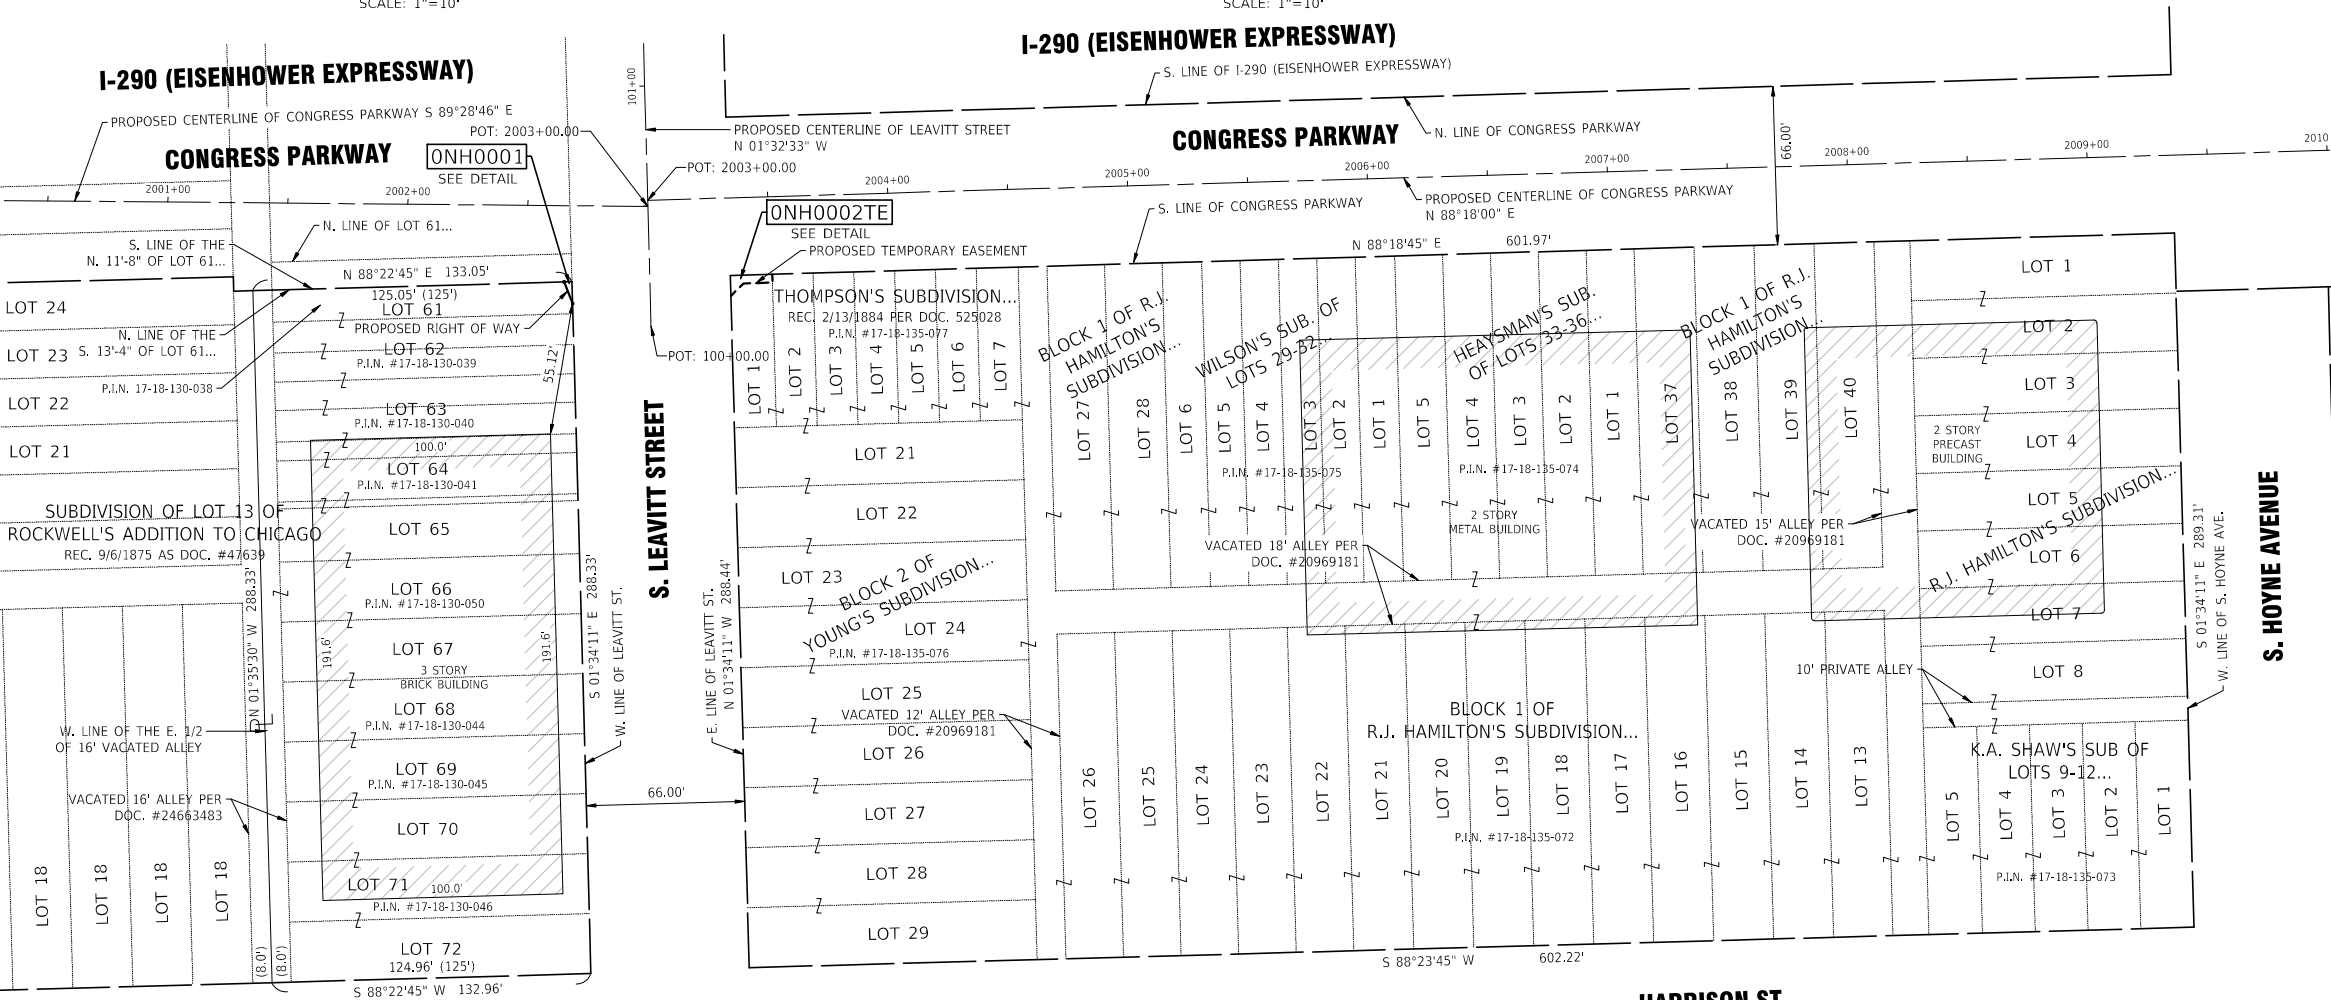 SCALE: 1"=10'
SCALE: 1"=10'
I-290 (EISENHOWER EXPRESSWAY)
PROPOSED CENTERLINE OF CONGRESS PARKWAY S 89°28'46" E
POT: 2003+00.00
CONGRESS PARKWAY
0NH0001
SEE DETAIL
2001+00
2002+00
N. LINE OF LOT 61...
S. LINE OF THE
N. 11'-8" OF LOT 61...
N 88°22'45" E 133.05'
125.05' (125')
LOT 61
PROPOSED RIGHT OF WAY
N. LINE OF THE
S. 13'-4" OF LOT 61...
P.I.N. 17-18-130-038
LOT 24
LOT 23
LOT 22
LOT 21
LOT 62
P.I.N. #17-18-130-039
55.12'
LOT 63
P.I.N. #17-18-130-040
100.0'
LOT 64
P.I.N. #17-18-130-041
SUBDIVISION OF LOT 13 OF
ROCKWELL'S ADDITION TO CHICAGO
REC. 9/6/1875 AS DOC. #47639
LOT 65
LOT 66
P.I.N. #17-18-130-050
LOT 67
3 STORY
BRICK BUILDING
191.6'
191.6'
LOT 68
P.I.N. #17-18-130-044
LOT 69
P.I.N. #17-18-130-045
LOT 70
LOT 71
100.0'
P.I.N. #17-18-130-046
LOT 72
124.96' (125')
S 88°22'45" W 132.96'
N 01°35'30" W 288.33'
W. LINE OF THE E. 1/2
OF 16' VACATED ALLEY
VACATED 16' ALLEY PER
DOC. #24663483
LOT 18
LOT 18
LOT 18
LOT 18
(8.0')
(8.0')
S 01°34'11" E 288.33'
W. LINE OF LEAVITT ST.
S. LEAVITT STREET
66.00'
E. LINE OF LEAVITT ST.
N 01°34'11" W 288.44'
101+00
PROPOSED CENTERLINE OF LEAVITT STREET
N 01°32'33" W
POT: 2003+00.00
POT: 100+00.00
I-290 (EISENHOWER EXPRESSWAY)
S. LINE OF I-290 (EISENHOWER EXPRESSWAY)
CONGRESS PARKWAY
N. LINE OF CONGRESS PARKWAY
66.00'
2004+00
2005+00
2006+00
2007+00
2008+00
2009+00
2010
0NH0002TE
SEE DETAIL
PROPOSED TEMPORARY EASEMENT
S. LINE OF CONGRESS PARKWAY
PROPOSED CENTERLINE OF CONGRESS PARKWAY
N 88°18'00" E
N 88°18'45" E 601.97'
THOMPSON'S SUBDIVISION...
REC. 2/13/1884 PER DOC. 525028
P.I.N. #17-18-135-077
LOT 1
LOT 2
LOT 3
LOT 4
LOT 5
LOT 6
LOT 7
BLOCK 1 OF R.J.
HAMILTON'S
SUBDIVISION...
WILSON'S SUB. OF
LOTS 29-32...
HEAYSMAN'S SUB.
OF LOTS 33-36...
BLOCK 1 OF R.J.
HAMILTON'S
SUBDIVISION...
LOT 27
LOT 28
LOT 6
LOT 5
LOT 4
LOT 3
LOT 2
LOT 1
LOT 5
LOT 4
LOT 3
LOT 2
LOT 1
LOT 37
LOT 38
LOT 39
LOT 40
P.I.N. #17-18-135-075
P.I.N. #17-18-135-074
2 STORY
METAL BUILDING
VACATED 18' ALLEY PER
DOC. #20969181
VACATED 15' ALLEY PER
DOC. #20969181
LOT 1
LOT 2
LOT 3
2 STORY
PRECAST
BUILDING
LOT 4
LOT 5
LOT 6
LOT 7
LOT 8
R.J. HAMILTON'S SUBDIVISION...
10' PRIVATE ALLEY
S 01°34'11" E 289.31'
W. LINE OF S. HOYNE AVE.
S. HOYNE AVENUE
LOT 21
LOT 22
LOT 23
BLOCK 2 OF
YOUNG'S SUBDIVISION...
LOT 24
P.I.N. #17-18-135-076
LOT 25
VACATED 12' ALLEY PER
DOC. #20969181
LOT 26
LOT 27
LOT 28
LOT 29
BLOCK 1 OF
R.J. HAMILTON'S SUBDIVISION...
LOT 26
LOT 25
LOT 24
LOT 23
LOT 22
LOT 21
LOT 20
LOT 19
LOT 18
LOT 17
LOT 16
LOT 15
LOT 14
LOT 13
P.I.N. #17-18-135-072
K.A. SHAW'S SUB OF
LOTS 9-12...
LOT 5
LOT 4
LOT 3
LOT 2
LOT 1
P.I.N. #17-18-135-073
S 88°23'45" W 602.22'
HARRISON ST